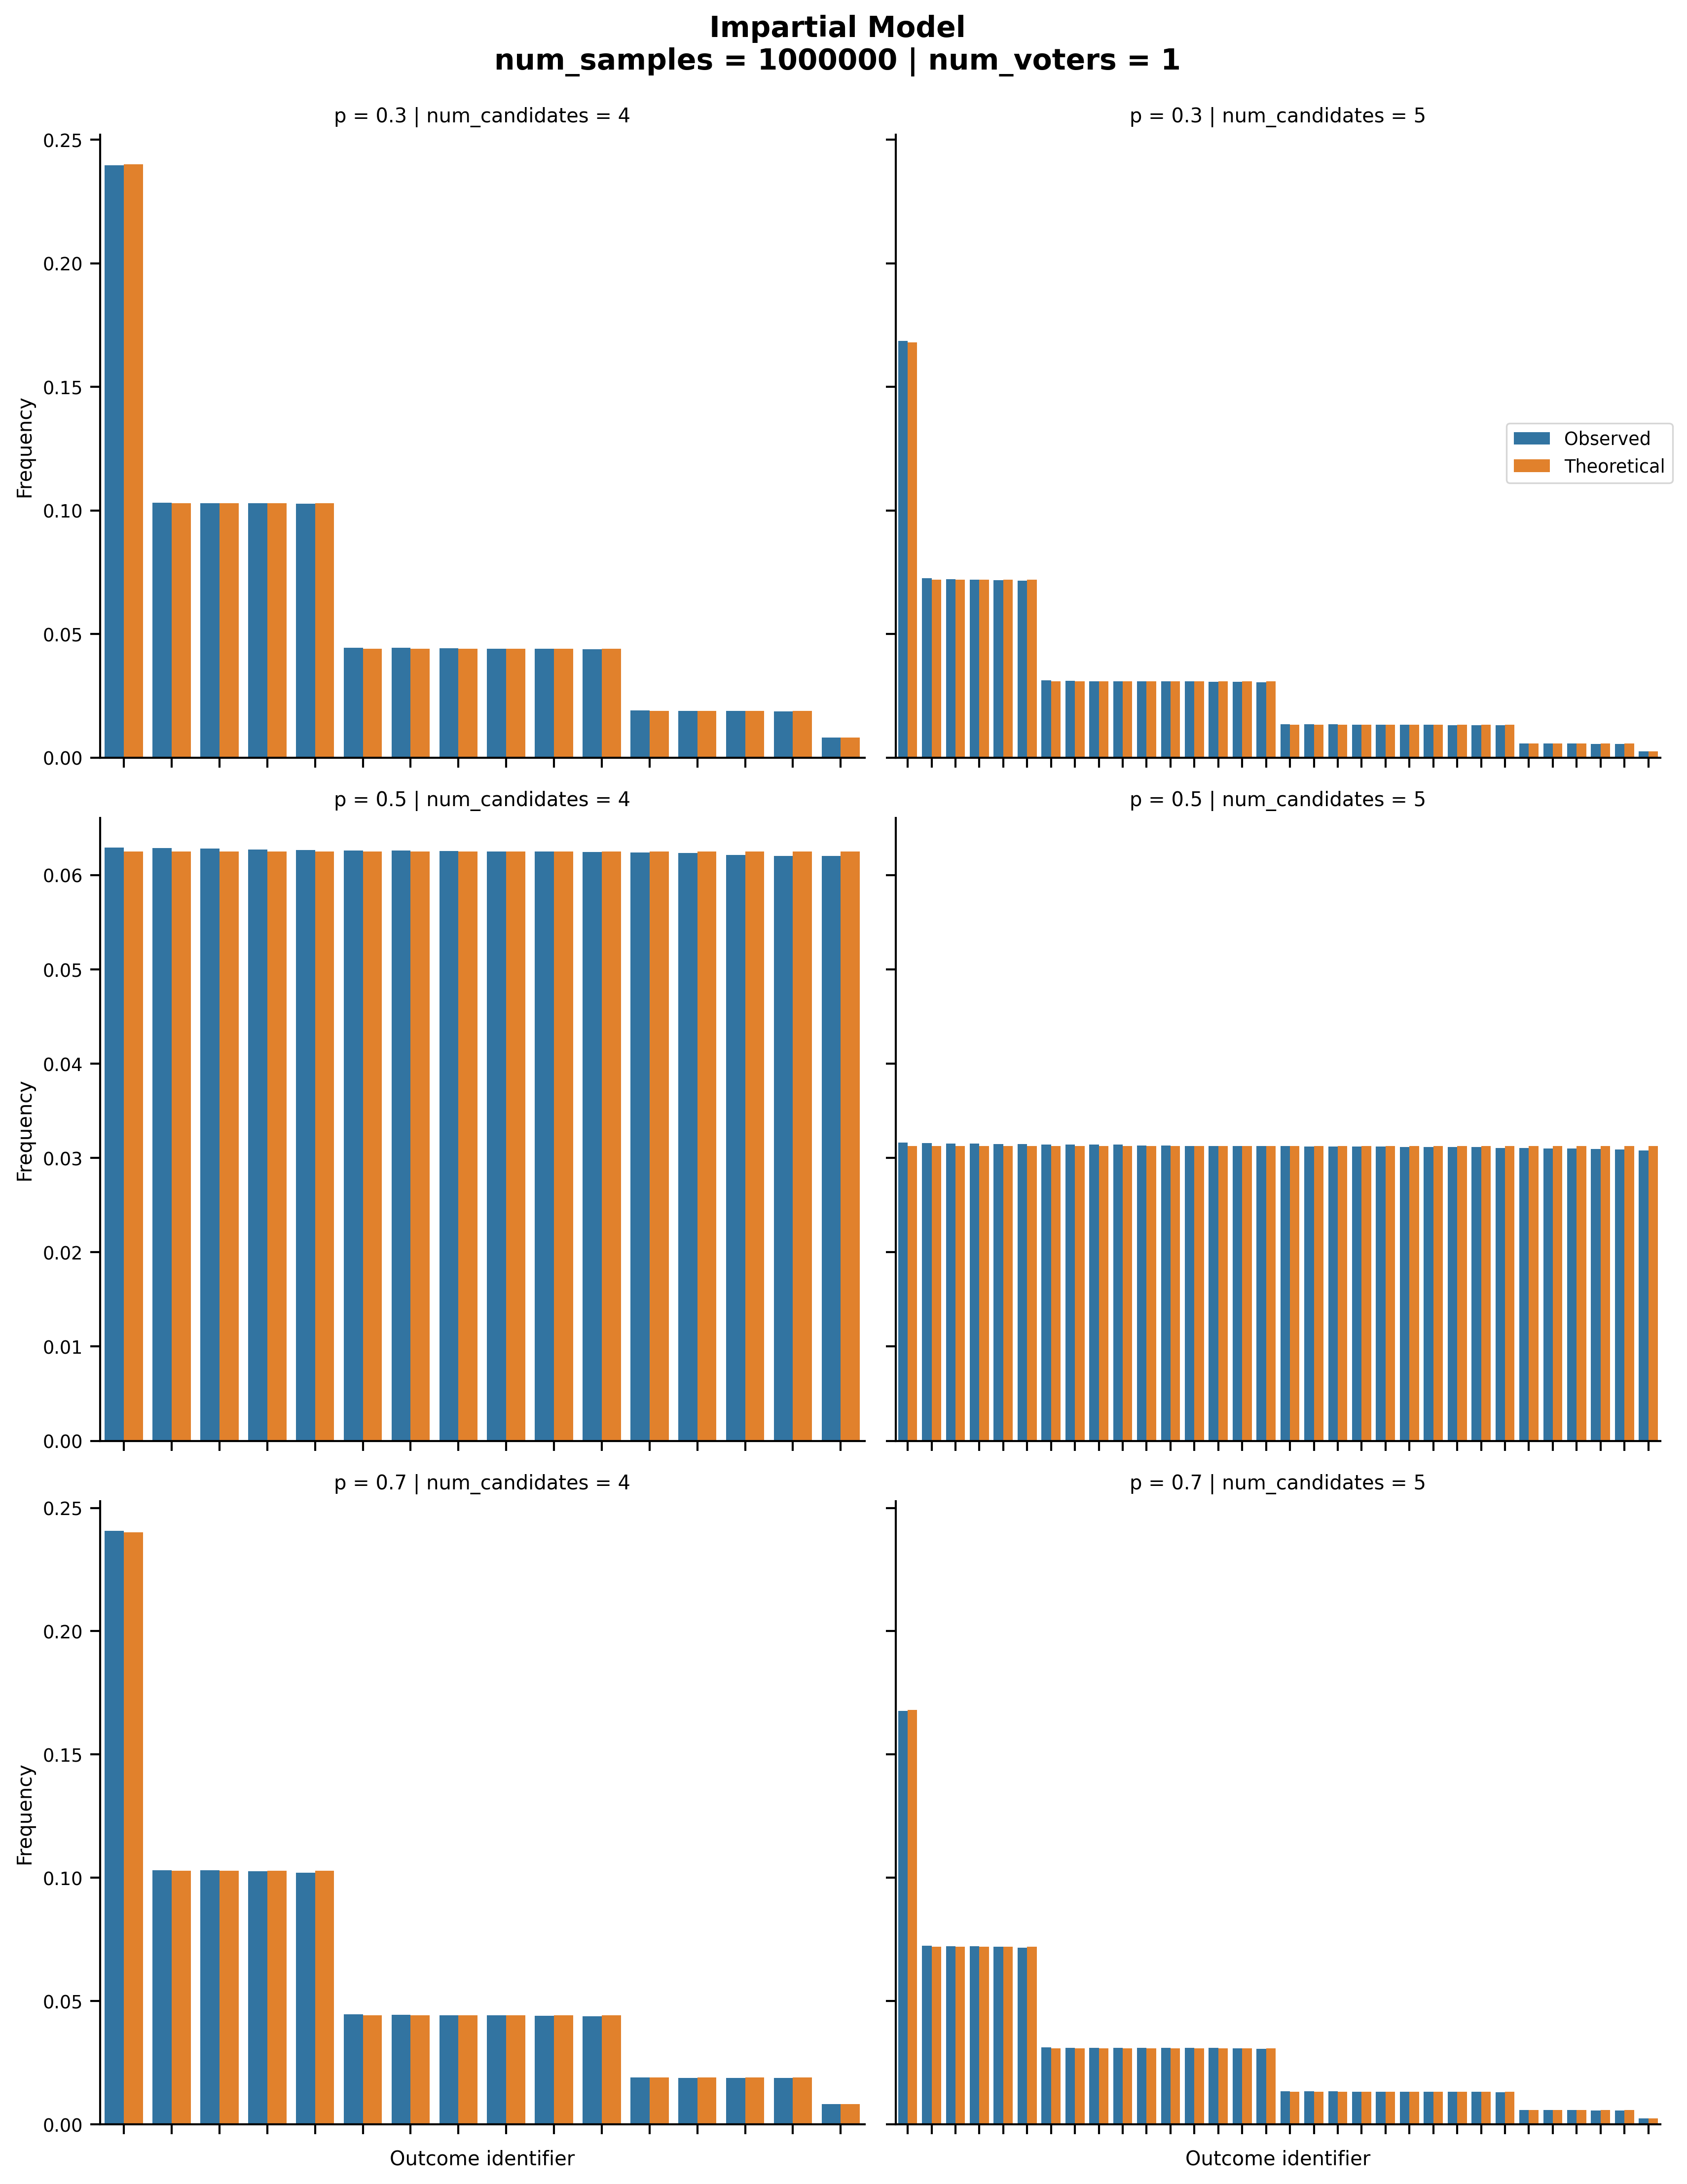 Impartial Model
num_samples = 1000000 | num_voters = 1
p = 0.3 | num_candidates = 4
p = 0.3 | num_candidates = 5
0.25
0.20
0.15
0.10
0.05
0.00
Frequency
Observed
Theoretical
p = 0.5 | num_candidates = 4
p = 0.5 | num_candidates = 5
0.06
0.05
0.04
0.03
0.02
0.01
0.00
Frequency
p = 0.7 | num_candidates = 4
p = 0.7 | num_candidates = 5
0.25
0.20
0.15
0.10
0.05
0.00
Frequency
Outcome identifier
Outcome identifier